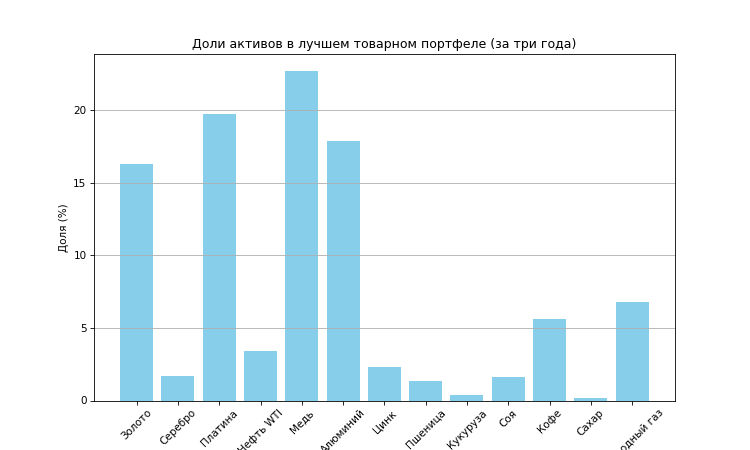 Доли активов в лучшем товарном портфеле (за три года)
Доля (%)
20
15
10
5
0
Золото
Серебро
Платина
Нефть WTI
Медь
Алюминий
Цинк
Пшеница
Кукуруза
Соя
Кофе
Сахар
газ